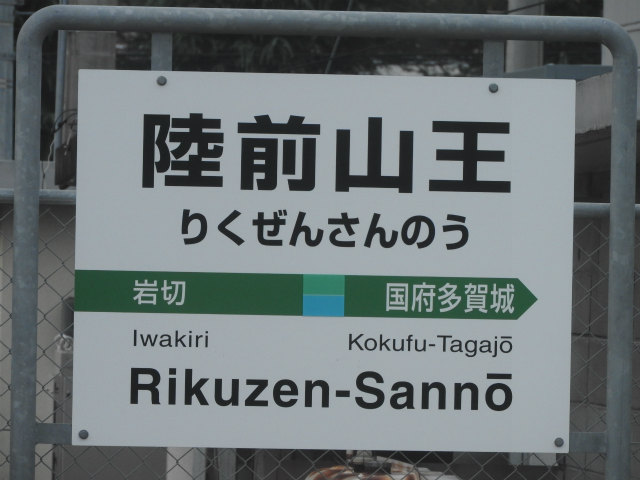 陸前山王
りくぜんさんのう
岩切 国府多賀城
Iwakiri Kokufu-Tagajō
Rikuzen-Sannō